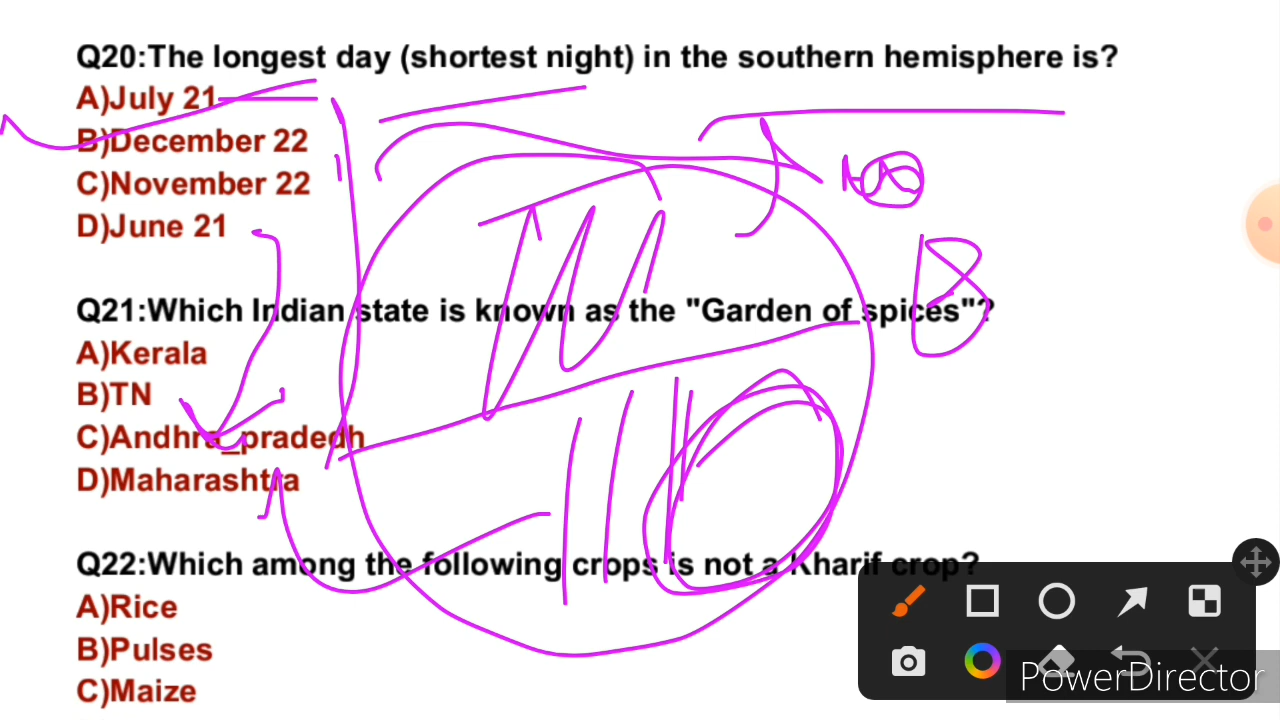 Q20:The longest day (shortest night) in the southern hemisphere is?
A)July 21
B)December 22
C)November 22
D)June 21
Q21:Which Indian state is known as the "Garden of spices"?
A)Kerala
B)TN
C)Andhra_pradedh
D)Maharashtra
Q22:Which among the following crops is not a Kharif crop?
A)Rice
B)Pulses
C)Maize
B
PowerDirector